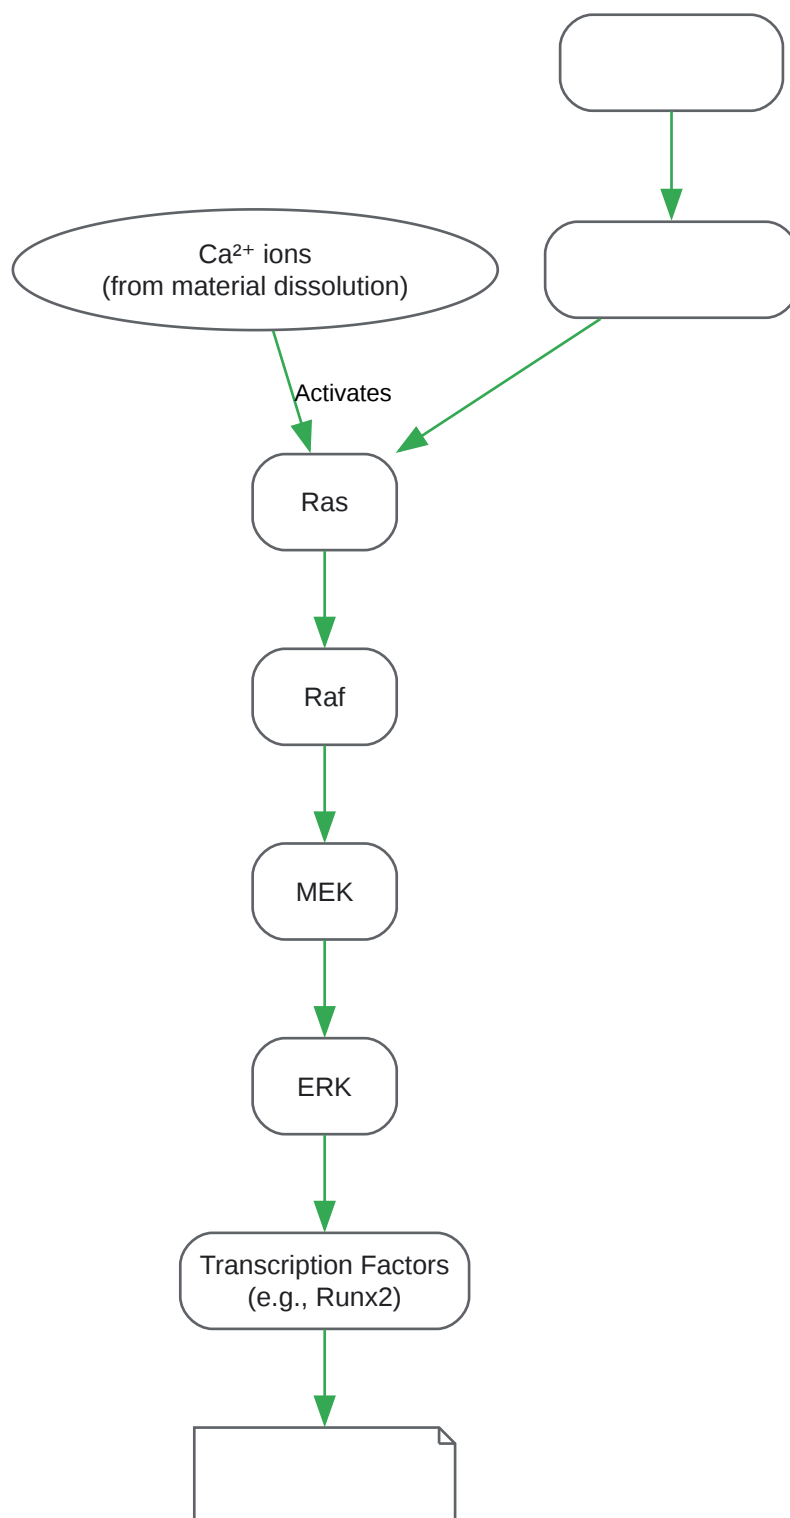 Ca²⁺ ions
(from material dissolution)
Activates
Ras
Raf
MEK
ERK
Transcription Factors
(e.g., Runx2)